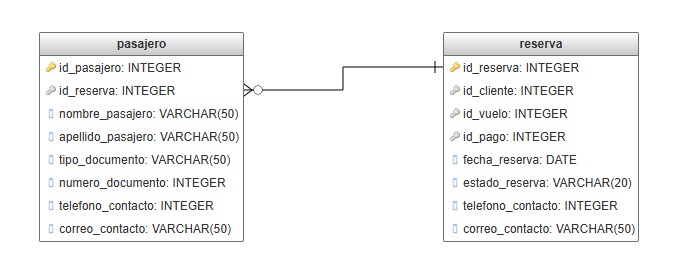 pasajero
id_pasajero: INTEGER
id_reserva: INTEGER
nombre_pasajero: VARCHAR(50)
apellido_pasajero: VARCHAR(50)
tipo_documento: VARCHAR(50)
numero_documento: INTEGER
telefono_contacto: INTEGER
correo_contacto: VARCHAR(50)
reserva
id_reserva: INTEGER
id_cliente: INTEGER
id_vuelo: INTEGER
id_pago: INTEGER
fecha_reserva: DATE
estado_reserva: VARCHAR(20)
telefono_contacto: INTEGER
correo_contacto: VARCHAR(50)